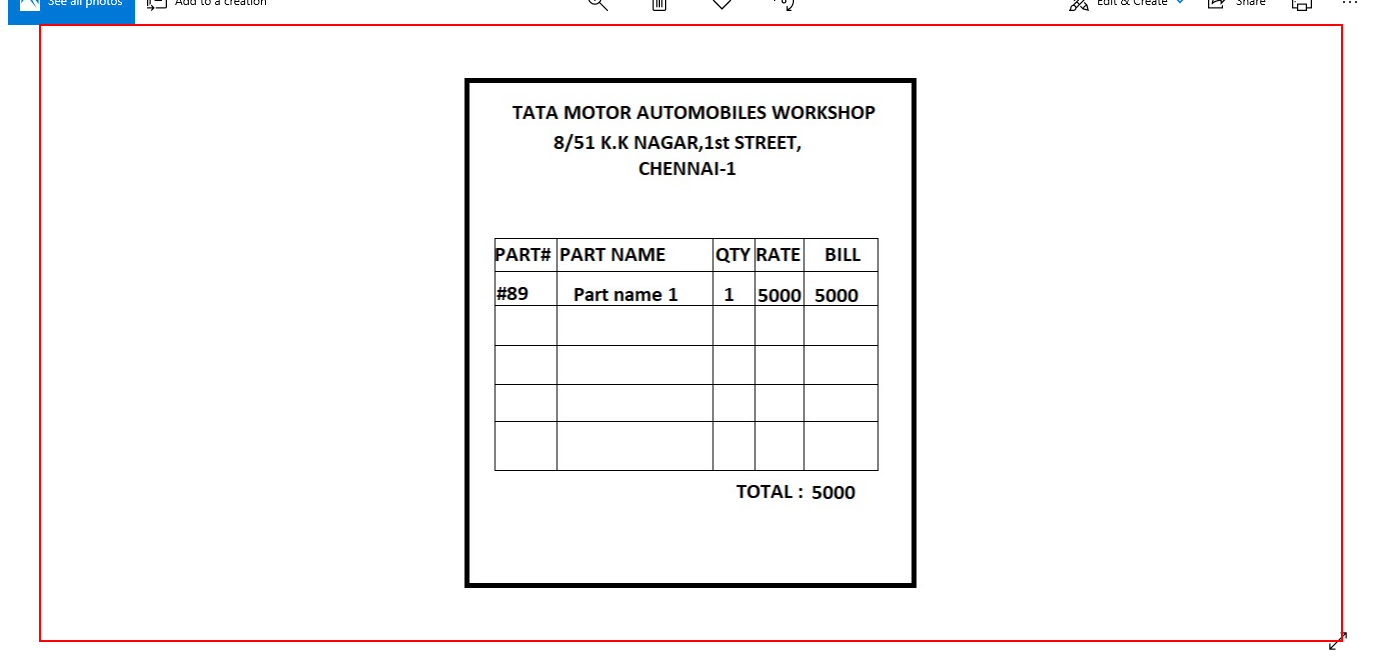 See all photos Add to a creation Edit & Create Share
TATA MOTOR AUTOMOBILES WORKSHOP
8/51 K.K NAGAR,1st STREET,
CHENNAI-1
PART# PART NAME QTY RATE BILL
#89 Part name 1 1 5000 5000
TOTAL : 5000